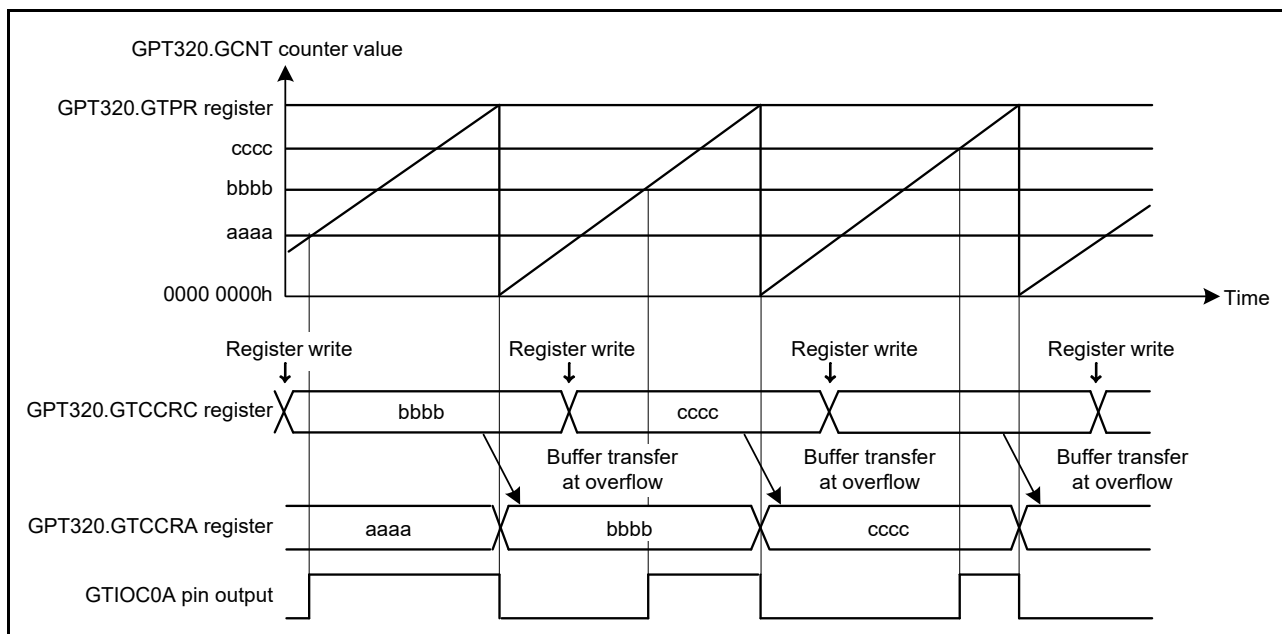 GPT320.GCNT counter value
GPT320.GTPR register
cccc
bbbb
aaaa
0000 0000h
Time
Register write
Register write
Register write
Register write
GPT320.GTCCRC register
bbbb
cccc
Buffer transfer
at overflow
Buffer transfer
at overflow
Buffer transfer
at overflow
GPT320.GTCCRA register
aaaa
bbbb
cccc
GTIOC0A pin output